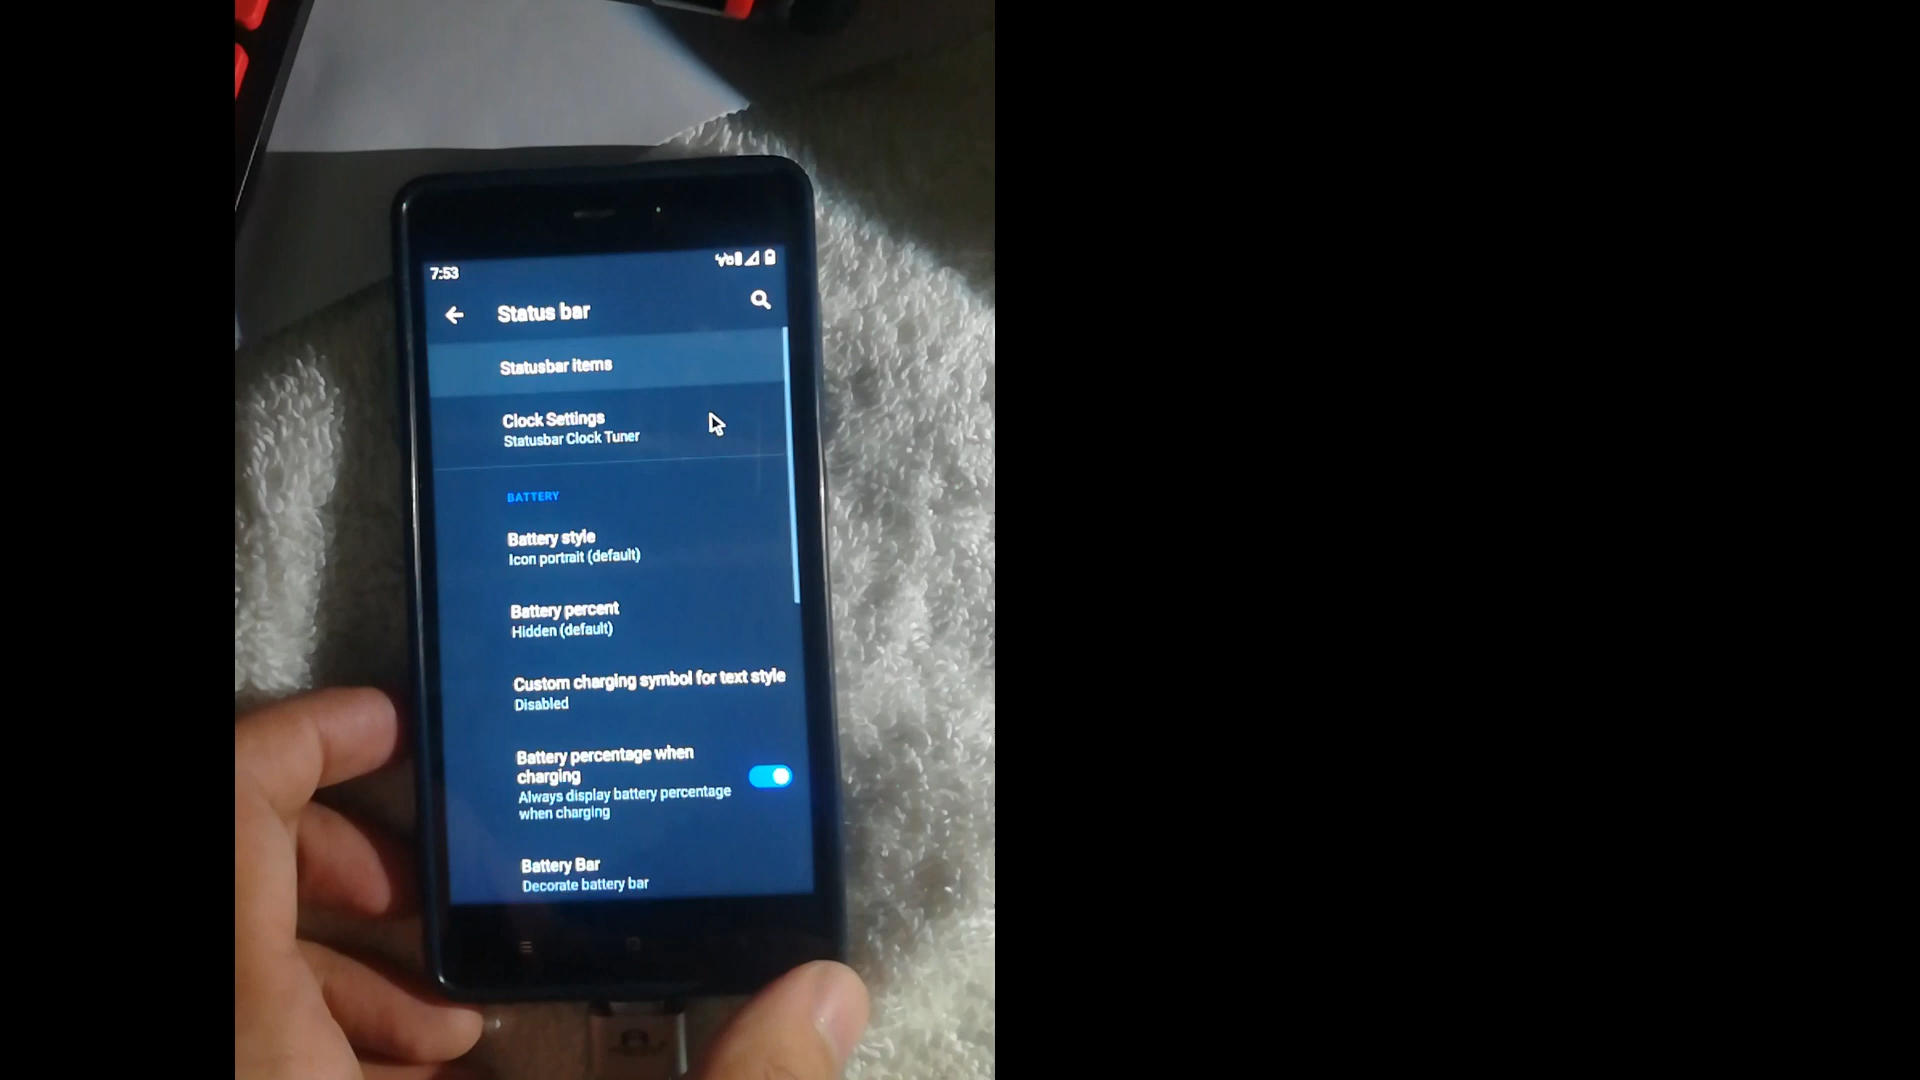 7:53
Status bar
Statusbar items
Clock Settings
Statusbar Clock Tuner
BATTERY
Battery style
Icon portrait (default)
Battery percent
Hidden (default)
Custom charging symbol for text style
Disabled
Battery percentage when
charging
Always display battery percentage
when charging
Battery Bar
Decorate battery bar